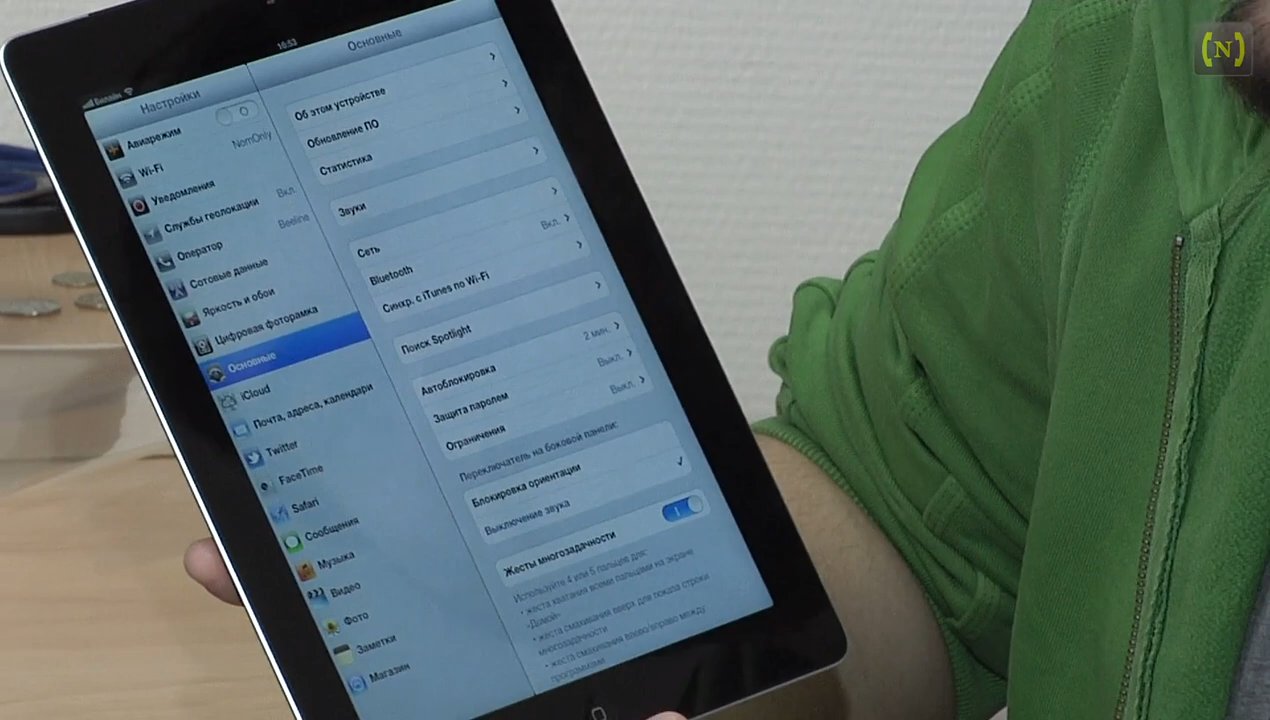 (N)
Билайн
10:53
Настройки
Авиарежим
Wi-Fi NomOnly
Уведомления
Службы геолокации Вкл.
Оператор Beeline
Сотовые данные
Яркость и обои
Цифровая фоторамка
Основные
iCloud
Почта, адреса, календари
Twitter
FaceTime
Safari
Сообщения
Музыка
Видео
Фото
Заметки
Магазин
Основные
Об этом устройстве
Обновление ПО
Статистика
Звуки
Сеть
Bluetooth Вкл.
Синхр. с iTunes по Wi-Fi
Поиск Spotlight
Автоблокировка 2 мин.
Защита паролем Выкл.
Ограничения Выкл.
Переключатель на боковой панели:
Блокировка ориентации
Выключение звука
Жесты многозадачности
Используйте 4 или 5 пальцев для:
• жеста хватания всеми пальцами на экране
«Домой»
• жеста смахивания вверх для показа строки
многозадачности
• жеста смахивания влево/вправо между
программами